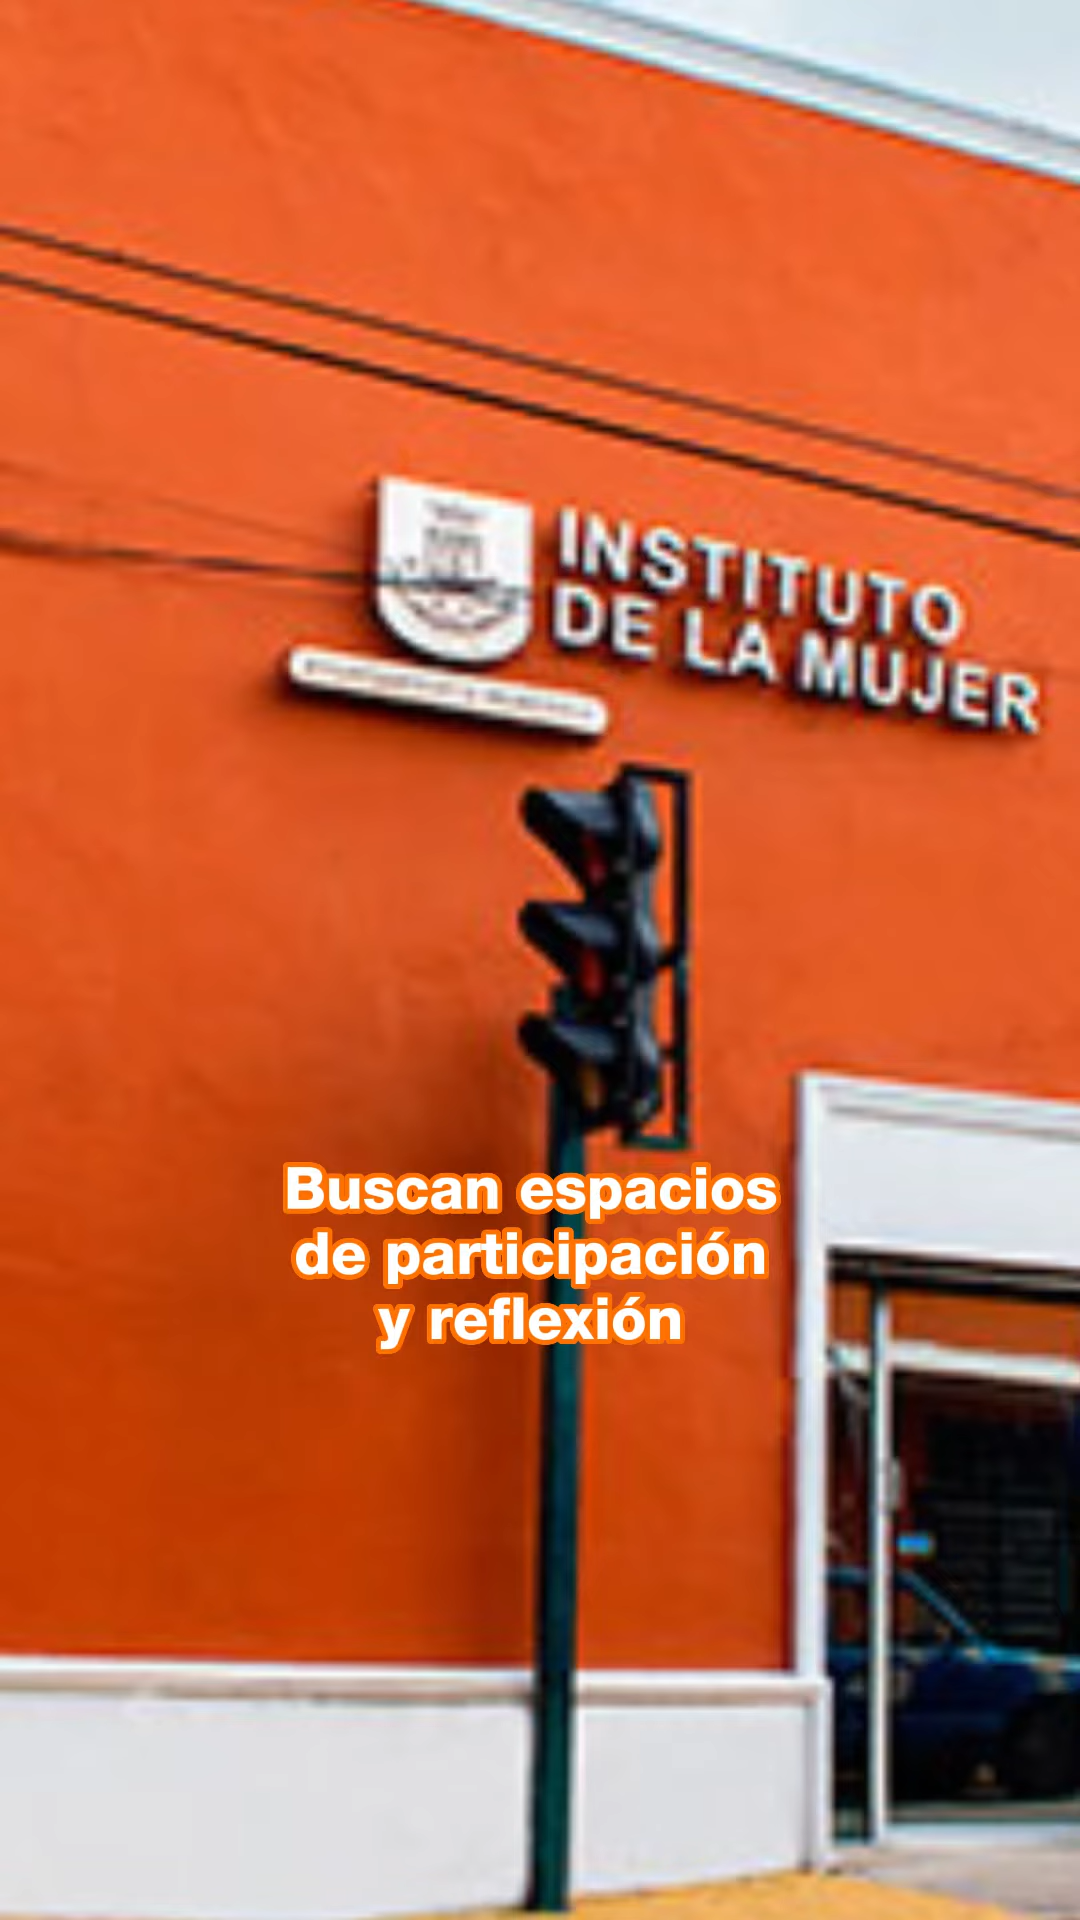 INSTITUTO
DE LA MUJER
Buscan espacios
de participación
y reflexión